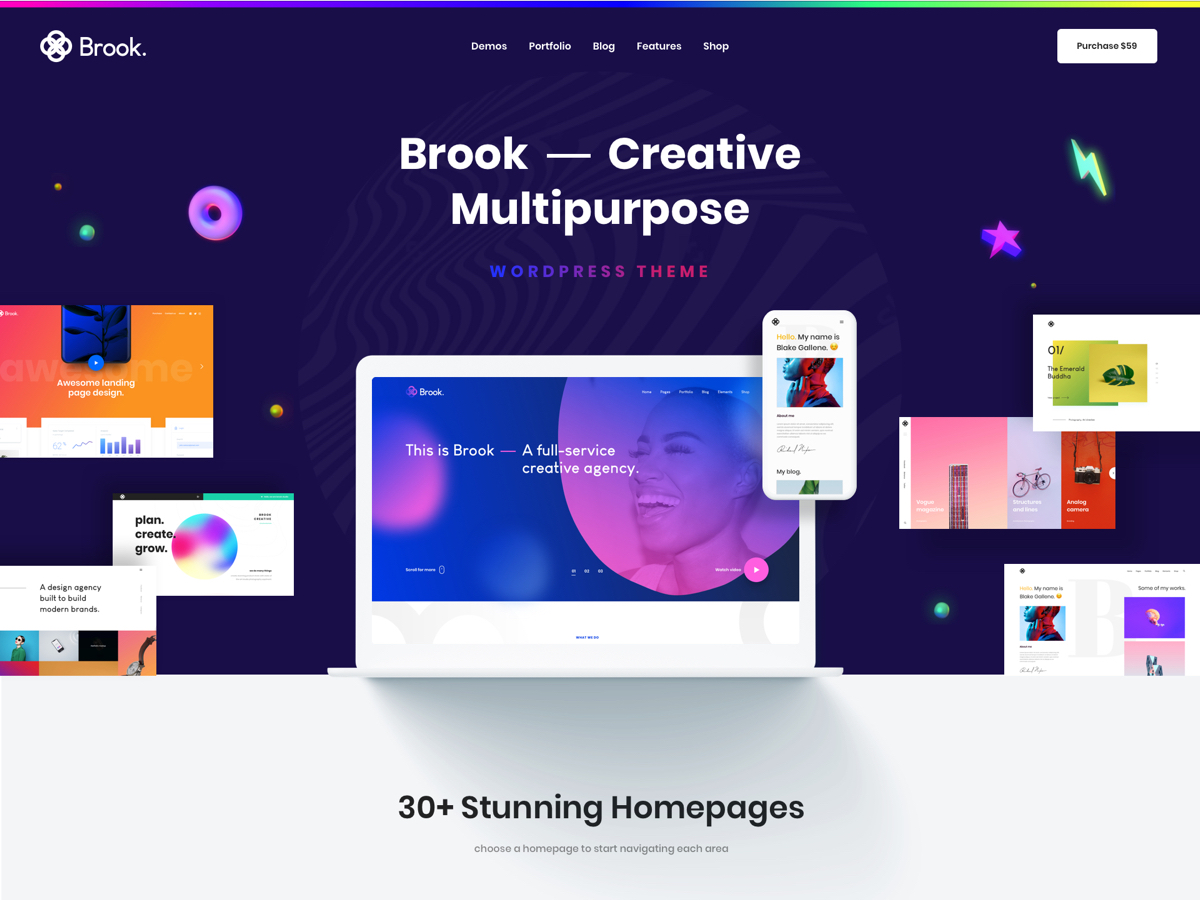 Brook.
Demos
Portfolio
Blog
Features
Shop
Purchase $59
Brook — Creative
Multipurpose
WORDPRESS THEME
Brook.
awesome
Awesome landing
page design.
62
plan.
create.
grow.
BROOK
CREATIVE
A design agency
built to build
modern brands.
Brook.
Home
Pages
Portfolio
Blog
Elements
Shop
This is Brook — A full-service
creative agency.
Scroll for more
01
02
03
Watch video
WHAT WE DO
Hello. My name is
Blake Gallene. 😍
About me
My blog.
01/
The Emerald
Buddha
Vogue
magazine
Structures
and lines
Analog
camera
Hello. My name is
Blake Gallene. 😍
About me
B
Some of my works.
30+ Stunning Homepages
choose a homepage to start navigating each area